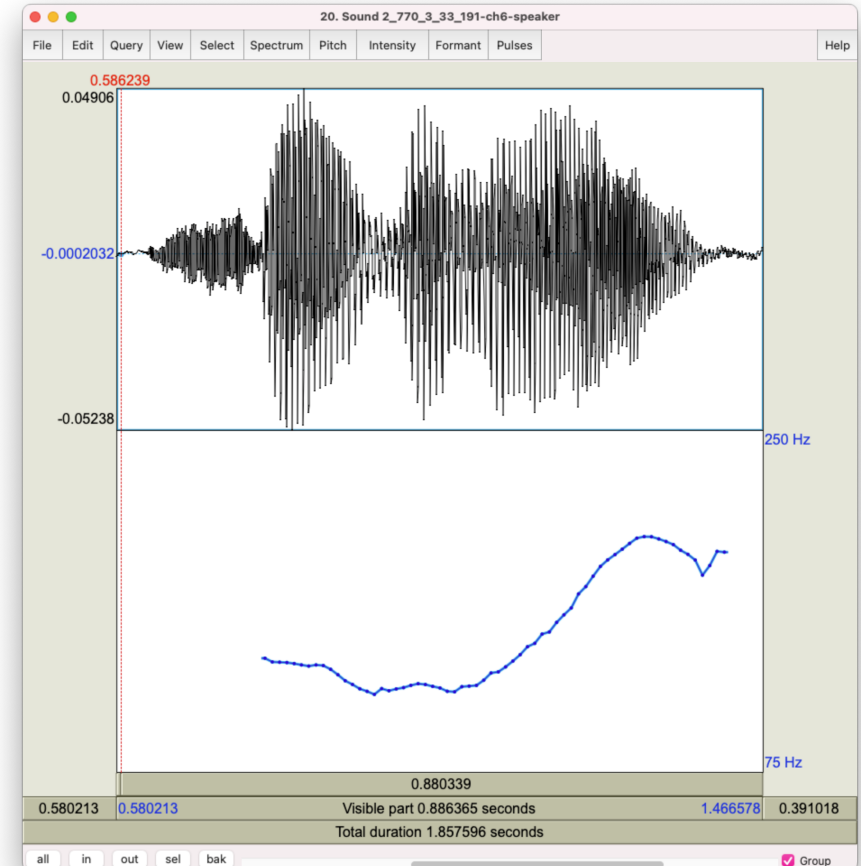 20. Sound 2_770_3_33_191-ch6-speaker
File Edit Query View Select Spectrum Pitch Intensity Formant Pulses Help
0.586239
0.04906
-0.0002032
-0.05238
250 Hz
75 Hz
0.880339
0.580213 0.580213 Visible part 0.886365 seconds 1.466578 0.391018
Total duration 1.857596 seconds
all in out sel bak Group